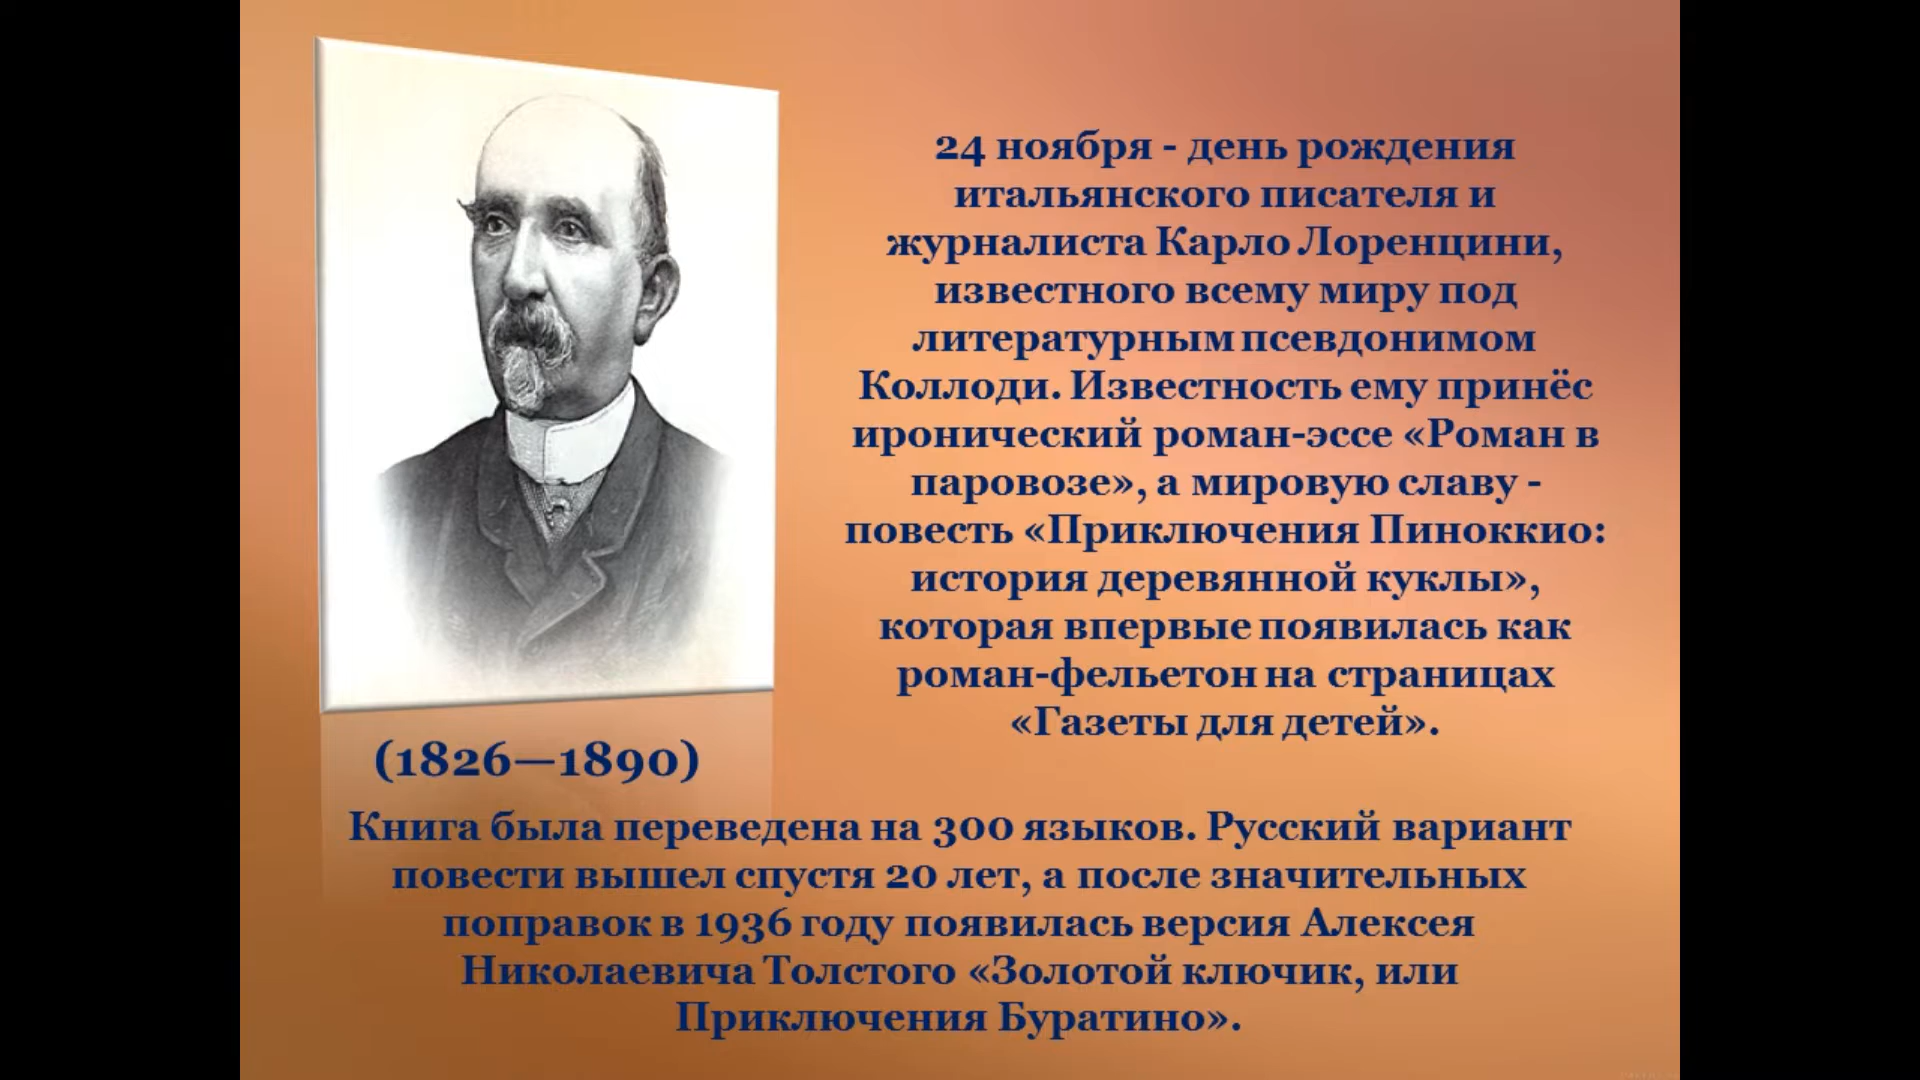 24 ноября - день рождения
итальянского писателя и
журналиста Карло Лоренцини,
известного всему миру под
литературным псевдонимом
Коллоди. Известность ему принёс
иронический роман-эссе «Роман в
паровозе», а мировую славу -
повесть «Приключения Пиноккио:
история деревянной куклы»,
которая впервые появилась как
роман-фельетон на страницах
«Газеты для детей».
(1826—1890)
Книга была переведена на 300 языков. Русский вариант
повести вышел спустя 20 лет, а после значительных
поправок в 1936 году появилась версия Алексея
Николаевича Толстого «Золотой ключик, или
Приключения Буратино».